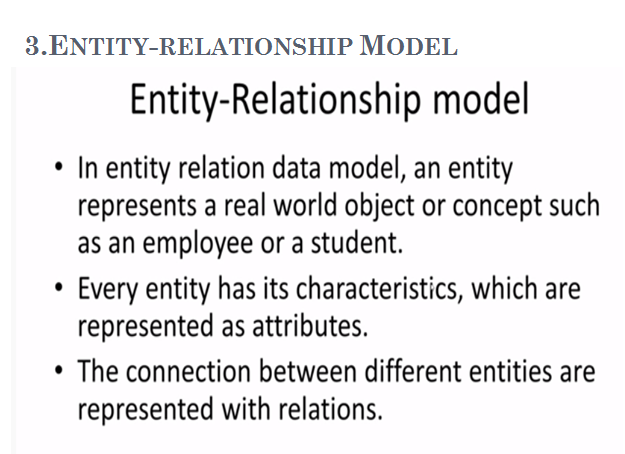 3.ENTITY-RELATIONSHIP MODEL
Entity-Relationship model
• In entity relation data model, an entity
represents a real world object or concept such
as an employee or a student.
• Every entity has its characteristics, which are
represented as attributes.
• The connection between different entities are
represented with relations.